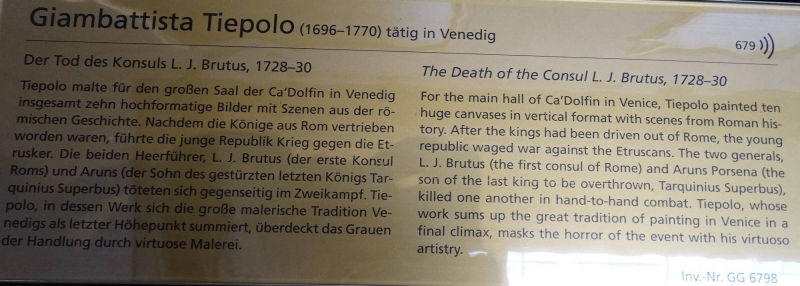 Giambattista Tiepolo (1696–1770) tätig in Venedig
679
Der Tod des Konsuls L. J. Brutus, 1728–30
Tiepolo malte für den großen Saal der Ca'Dolfin in Venedig
insgesamt zehn hochformatige Bilder mit Szenen aus der rö-
mischen Geschichte. Nachdem die Könige aus Rom vertrieben
worden waren, führte die junge Republik Krieg gegen die Et-
rusker. Die beiden Heerführer, L. J. Brutus (der erste Konsul
Roms) und Aruns (der Sohn des gestürzten letzten Königs Tar-
quinius Superbus) töteten sich gegenseitig im Zweikampf. Tie-
polo, in dessen Werk sich die große malerische Tradition Ve-
nedigs als letzter Höhepunkt summiert, überdeckt das Grauen
der Handlung durch virtuose Malerei.
The Death of the Consul L. J. Brutus, 1728–30
For the main hall of Ca'Dolfin in Venice, Tiepolo painted ten
huge canvases in vertical format with scenes from Roman his-
tory. After the kings had been driven out of Rome, the young
republic waged war against the Etruscans. The two generals,
L. J. Brutus (the first consul of Rome) and Aruns Porsena (the
son of the last king to be overthrown, Tarquinius Superbus),
killed one another in hand-to-hand combat. Tiepolo, whose
work sums up the great tradition of painting in Venice in a
final climax, masks the horror of the event with his virtuoso
artistry.
Inv.-Nr. GG 6798